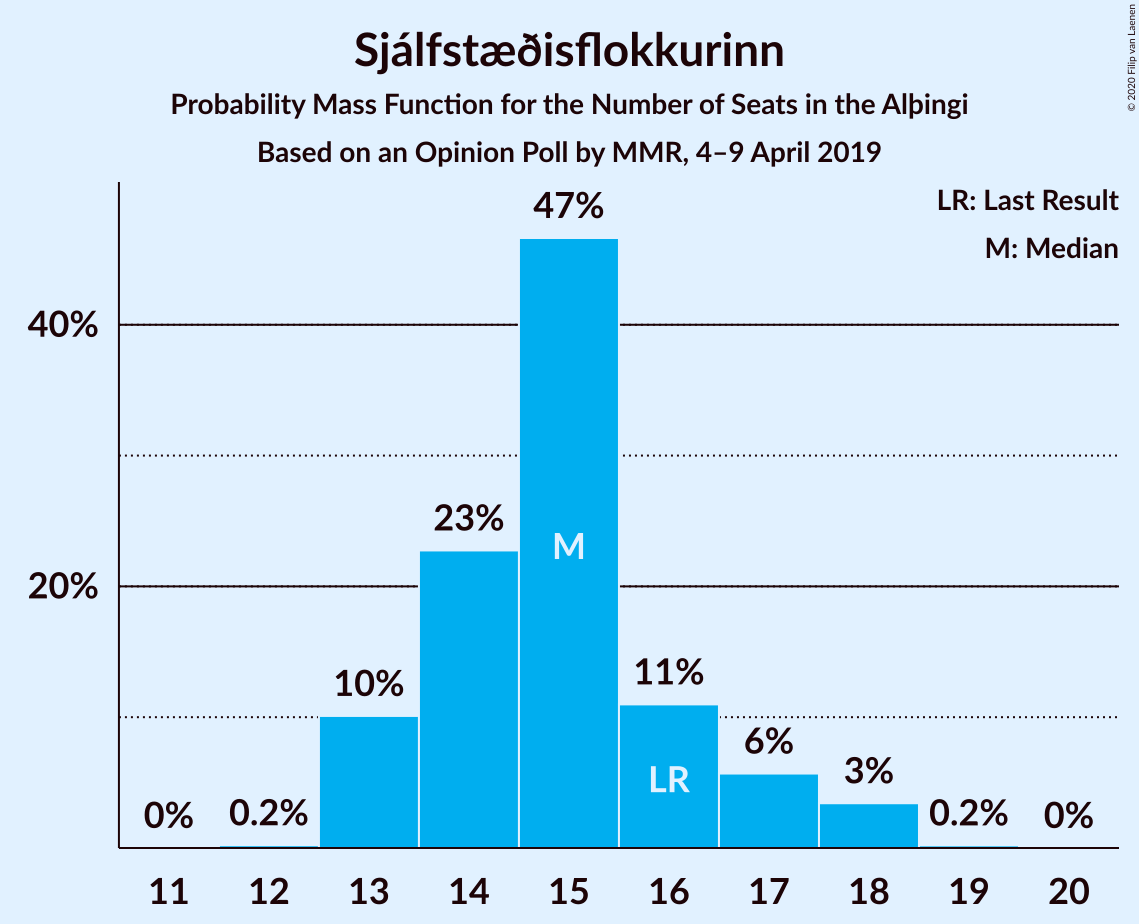 Sjálfstæðisflokkurinn
Probability Mass Function for the Number of Seats in the Alþingi
Based on an Opinion Poll by MMR, 4–9 April 2019
© 2020 Filip van Laenen
LR: Last Result
M: Median
40%
20%
0%
0.2%
10%
23%
47%
11%
6%
3%
0.2%
0%
M
LR
11 12 13 14 15 16 17 18 19 20